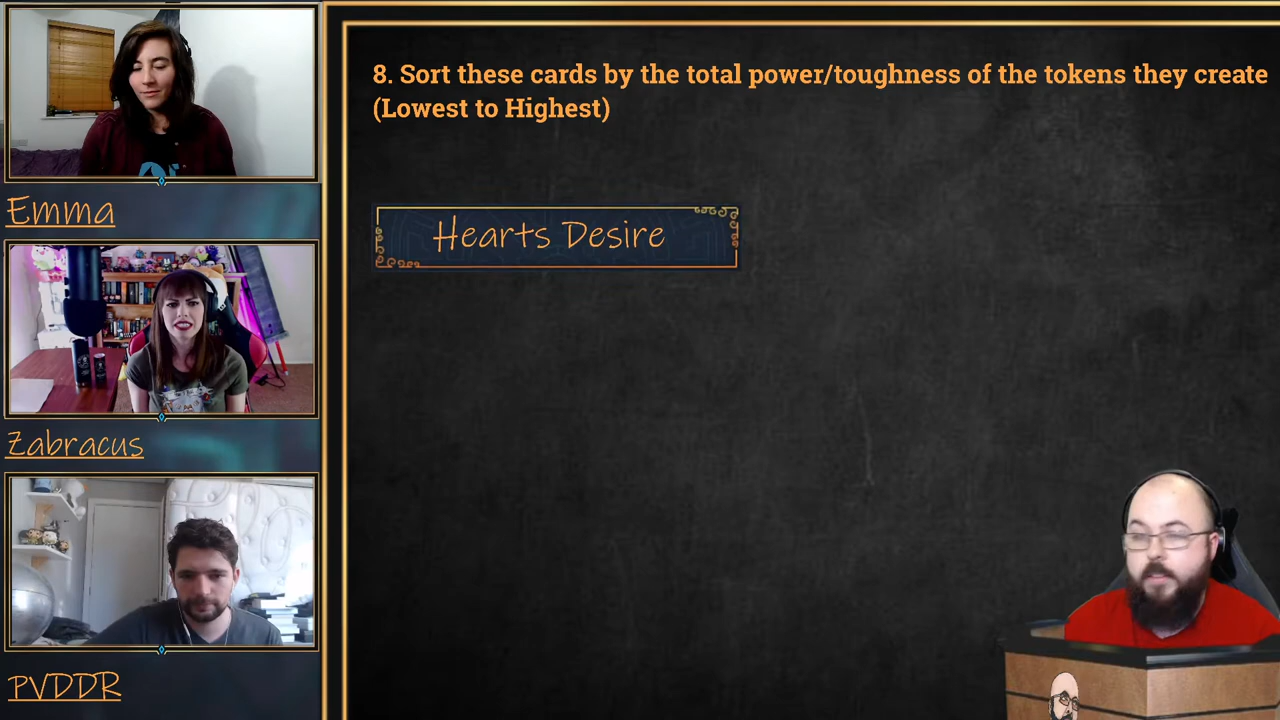 8. Sort these cards by the total power/toughness of the tokens they create
(Lowest to Highest)
Hearts Desire
Emma
Zabracus
PVDDR